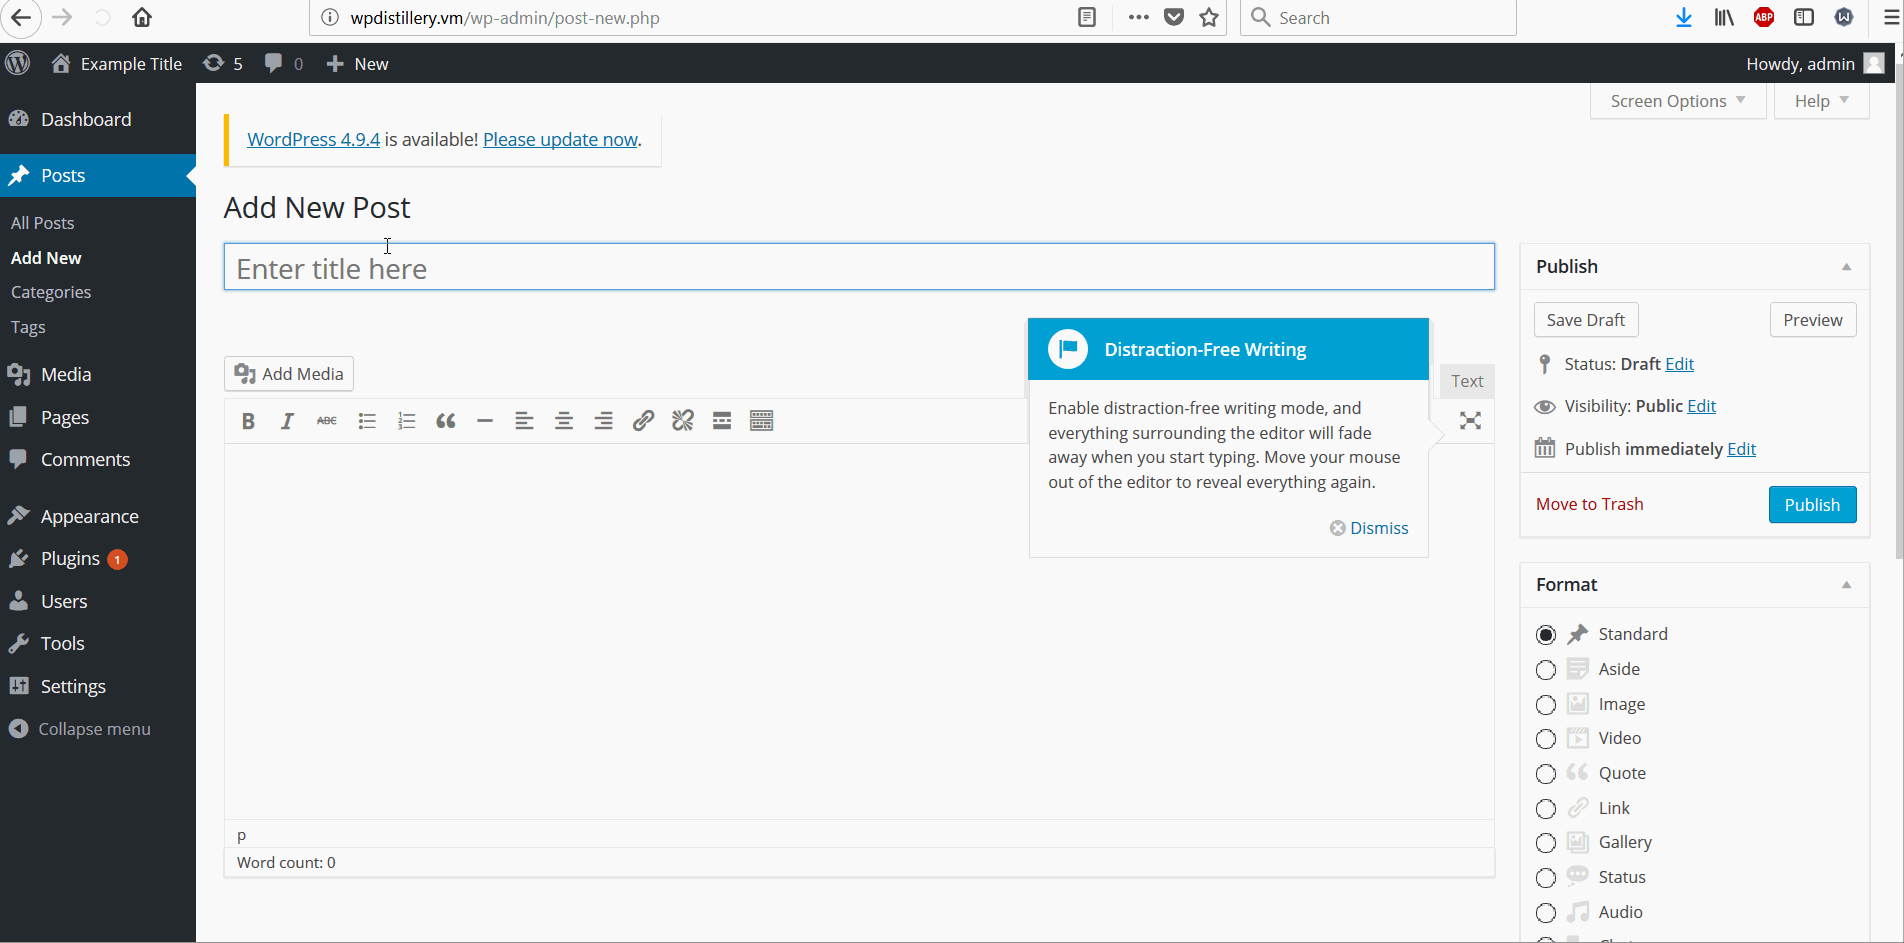 wpdistillery.vm/wp-admin/post-new.php
Search
ABP
W
Example Title
5
0
New
Howdy, admin
Dashboard
Posts
All Posts
Add New
Categories
Tags
Media
Pages
Comments
Appearance
Plugins 1
Users
Tools
Settings
Collapse menu
Screen Options
Help
WordPress 4.9.4 is available! Please update now.
Add New Post
Enter title here
Add Media
Text
B I ABC
Distraction-Free Writing
Enable distraction-free writing mode, and
everything surrounding the editor will fade
away when you start typing. Move your mouse
out of the editor to reveal everything again.
Dismiss
p
Word count: 0
Publish
Save Draft
Preview
Status: Draft Edit
Visibility: Public Edit
Publish immediately Edit
Move to Trash
Publish
Format
Standard
Aside
Image
Video
Quote
Link
Gallery
Status
Audio